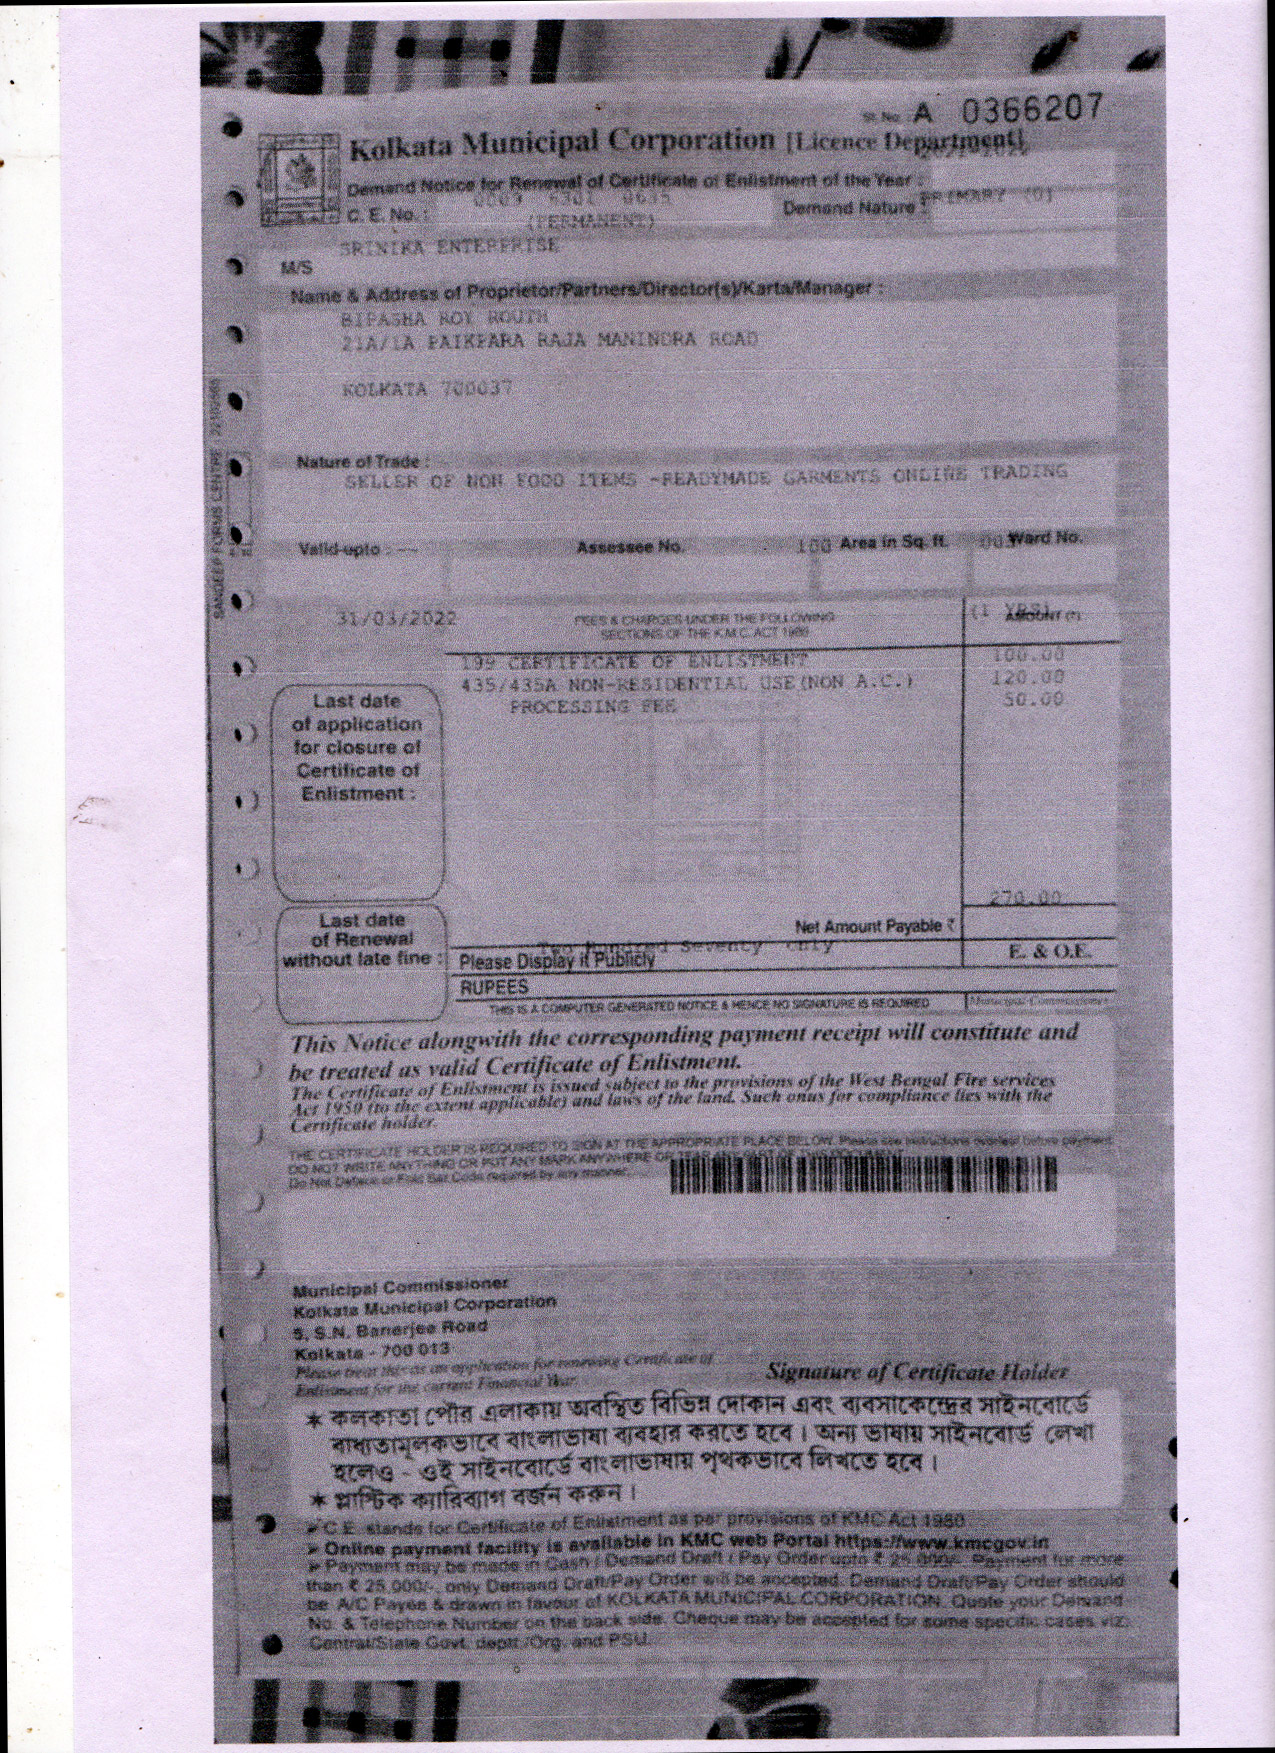 Sl. No. A 0366207
Kolkata Municipal Corporation [Licence Department]
Demand Notice for Renewal of Certificate of Enlistment of the Year :
C. E. No. :
(PERMANENT)
Demand Nature : PRIMARY (O)
SRINIKA ENTERPRISE
M/S
Name & Address of Proprietor/Partners/Director(s)/Karta/Manager :
BIPASHA ROY ROUTH
21A/1A PAIKPARA RAJA MANINDRA ROAD
KOLKATA 700037
SANDEEP FORMS CENTRE
Nature of Trade :
SELLER OF NON FOOD ITEMS -READYMADE GARMENTS ONLINE TRADING
Valid upto : -- Assessee No. 100 Area in Sq. ft. Ward No.
31/03/2022
FEES & CHARGES UNDER THE FOLLOWING
SECTIONS OF THE K.M.C. ACT 1980
(1 YRS)
AMOUNT (₹)
199 CERTIFICATE OF ENLISTMENT 100.00
435/435A NON-RESIDENTIAL USE(NON A.C.) 120.00
PROCESSING FEE 50.00
Last date
of application
for closure of
Certificate of
Enlistment :
270.00
Net Amount Payable ₹
Last date
of Renewal
without late fine :
Two Hundred Seventy Only
Please Display it Publicly
E. & O.E.
RUPEES
THIS IS A COMPUTER GENERATED NOTICE & HENCE NO SIGNATURE IS REQUIRED
Municipal Commissioner
This Notice alongwith the corresponding payment receipt will constitute and
be treated as valid Certificate of Enlistment.
The Certificate of Enlistment is issued subject to the provisions of the West Bengal Fire services
Act 1950 (to the extent applicable) and laws of the land. Such onus for compliance lies with the
Certificate holder.
THE CERTIFICATE HOLDER IS REQUIRED TO SIGN AT THE APPROPRIATE PLACE BELOW. Please see instructions overleaf before payment
DO NOT WRITE ANYTHING OR PUT ANY MARK ANYWHERE OR TEAR ANY PART OF THIS DOCUMENT
Do Not Deface or Fold Bar Code required by any manner.
Municipal Commissioner
Kolkata Municipal Corporation
5, S.N. Banerjee Road
Kolkata - 700 013
Please treat this as an application for renewing Certificate of
Enlistment for the current Financial Year.
Signature of Certificate Holder
* কলকাতা পৌর এলাকায় অবস্থিত বিভিন্ন দোকান এবং ব্যবসাকেন্দ্রের সাইনবোর্ডে
বাধ্যতামূলকভাবে বাংলাভাষা ব্যবহার করতে হবে। অন্য ভাষায় সাইনবোর্ড লেখা
হলেও - ওই সাইনবোর্ডে বাংলাভাষায় পৃথকভাবে লিখতে হবে।
* প্লাস্টিক ক্যারিব্যাগ বর্জন করুন।
➢ C.E. stands for Certificate of Enlistment as per provisions of KMC Act 1980
➢ Online payment facility is available in KMC web Portal https://www.kmcgov.in
➢ Payment may be made in Cash / Demand Draft / Pay Order upto ₹ 25,000/-. Payment for more
than ₹ 25,000/-, only Demand Draft/Pay Order will be accepted. Demand Draft/Pay Order should
be A/C Payee & drawn in favour of KOLKATA MUNICIPAL CORPORATION. Quote your Demand
No. & Telephone Number on the back side. Cheque may be accepted for some specific cases viz.
Central/State Govt. deptt./Org. and PSU.